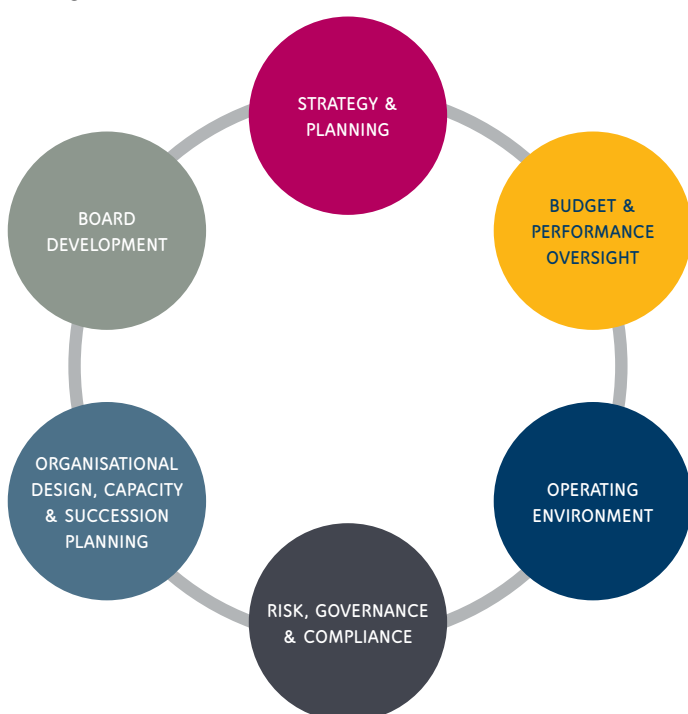 STRATEGY &
PLANNING
BUDGET &
PERFORMANCE
OVERSIGHT
OPERATING
ENVIRONMENT
RISK, GOVERNANCE
& COMPLIANCE
ORGANISATIONAL
DESIGN, CAPACITY
& SUCCESSION
PLANNING
BOARD
DEVELOPMENT